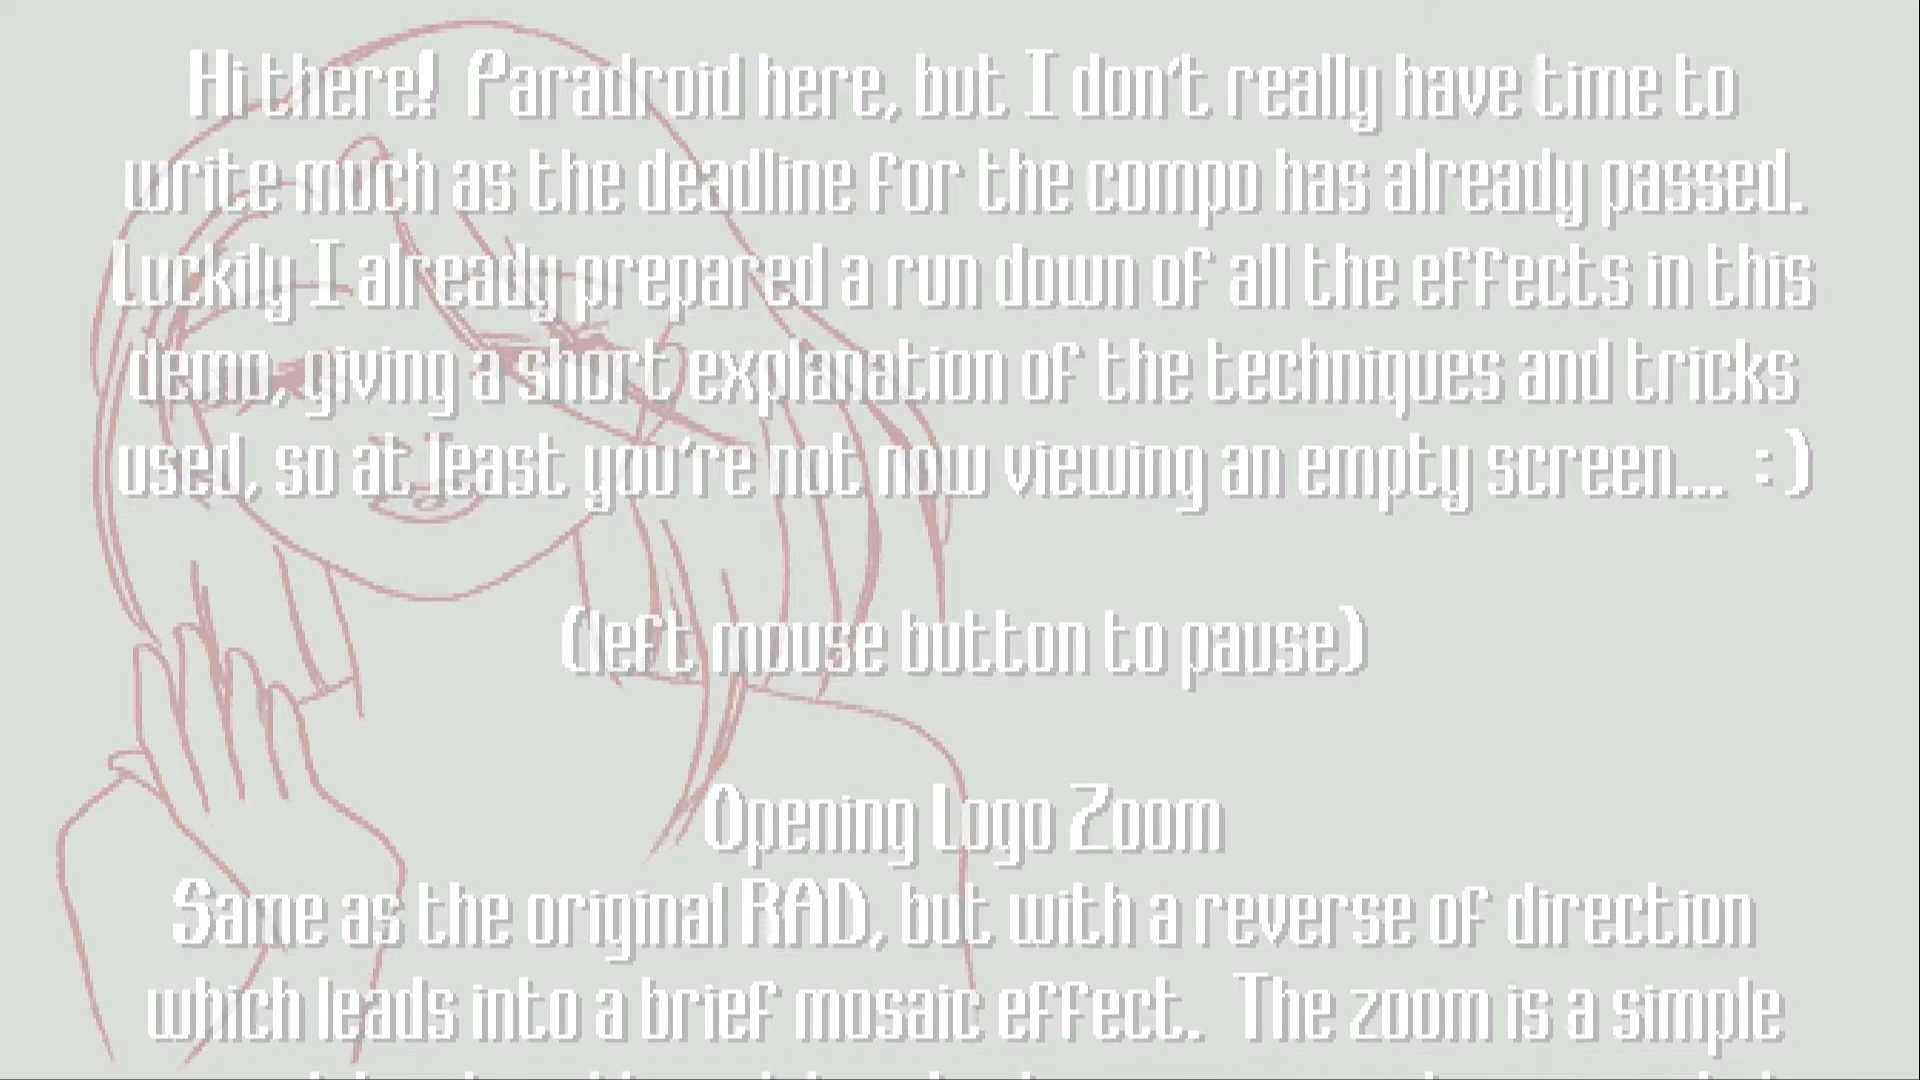 Hi there!  Paradroid here, but I don't really have time to
write much as the deadline for the compo has already passed.
Luckily I already prepared a run down of all the effects in this
demo, giving a short explanation of the techniques and tricks
used, so at least you're not now viewing an empty screen...  :)
(left mouse button to pause)
Opening Logo Zoom
Same as the original RAD, but with a reverse of direction
which leads into a brief mosaic effect.  The zoom is a simple